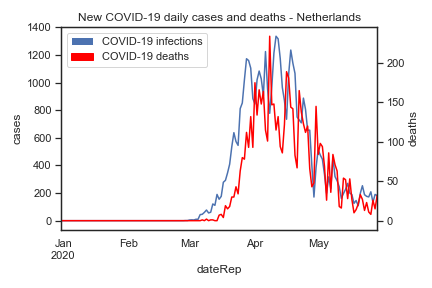 New COVID-19 daily cases and deaths - Netherlands
COVID-19 infections
COVID-19 deaths
1400
1200
1000
800
600
400
200
0
cases
200
150
100
50
0
deaths
Jan
2020
Feb
Mar
Apr
May
dateRep